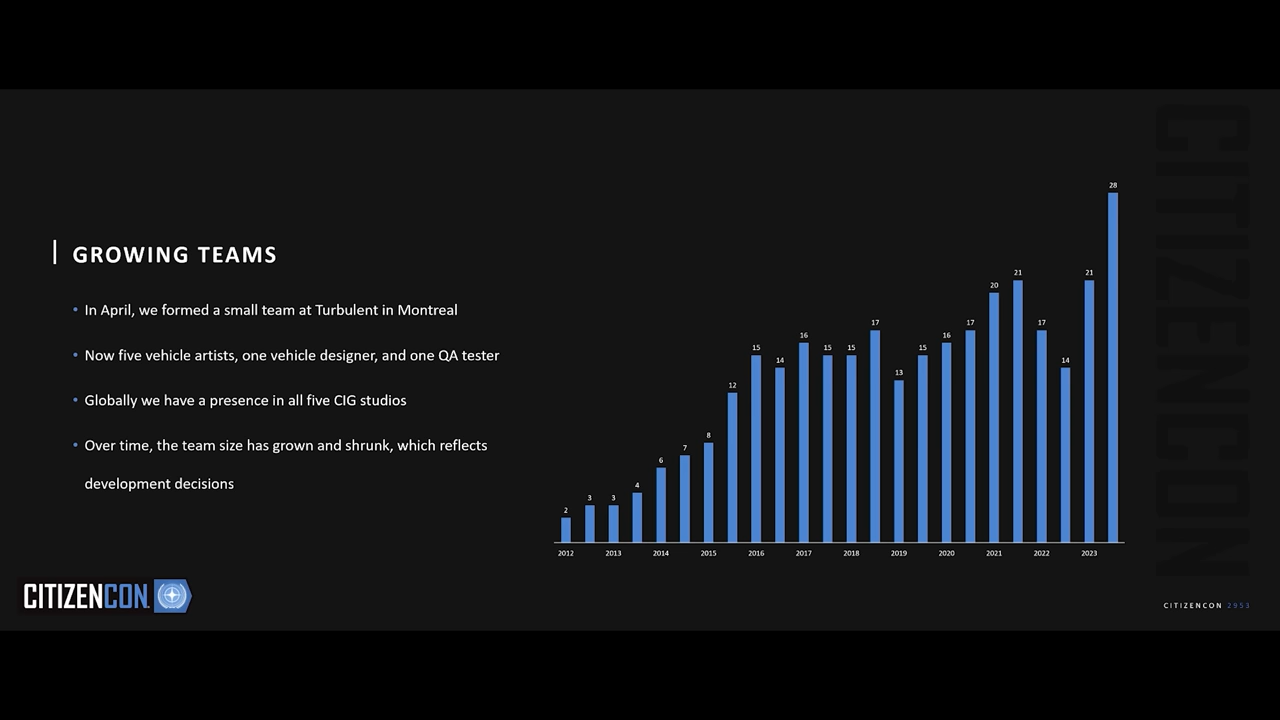 CITIZENCON
GROWING TEAMS
• In April, we formed a small team at Turbulent in Montreal
• Now five vehicle artists, one vehicle designer, and one QA tester
• Globally we have a presence in all five CIG studios
• Over time, the team size has grown and shrunk, which reflects
development decisions
2 3 3 4 6 7 8 12 15 14 16 15 15 17 13 15 16 17 20 21 17 14 21 28
2012 2013 2014 2015 2016 2017 2018 2019 2020 2021 2022 2023
CITIZENCON
CITIZENCON 2953